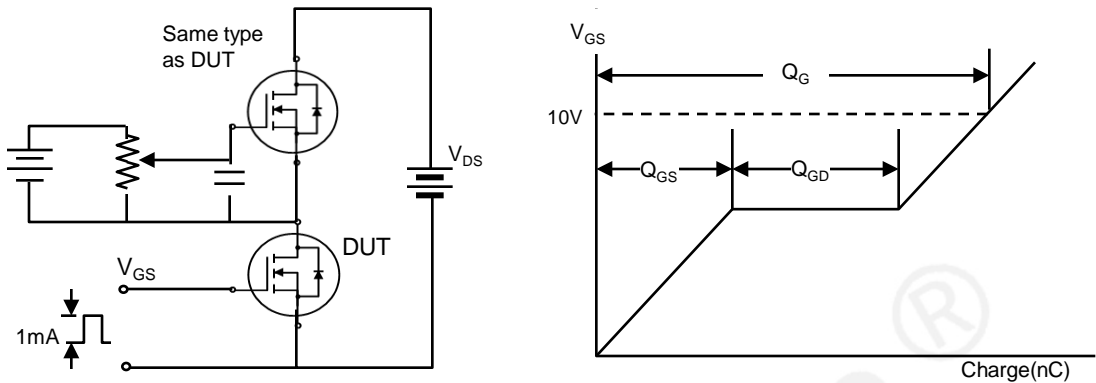 Same type
as DUT
V_DS
DUT
V_GS
1mA
V_GS
Q_G
10V
Q_GS
Q_GD
Charge(nC)
®